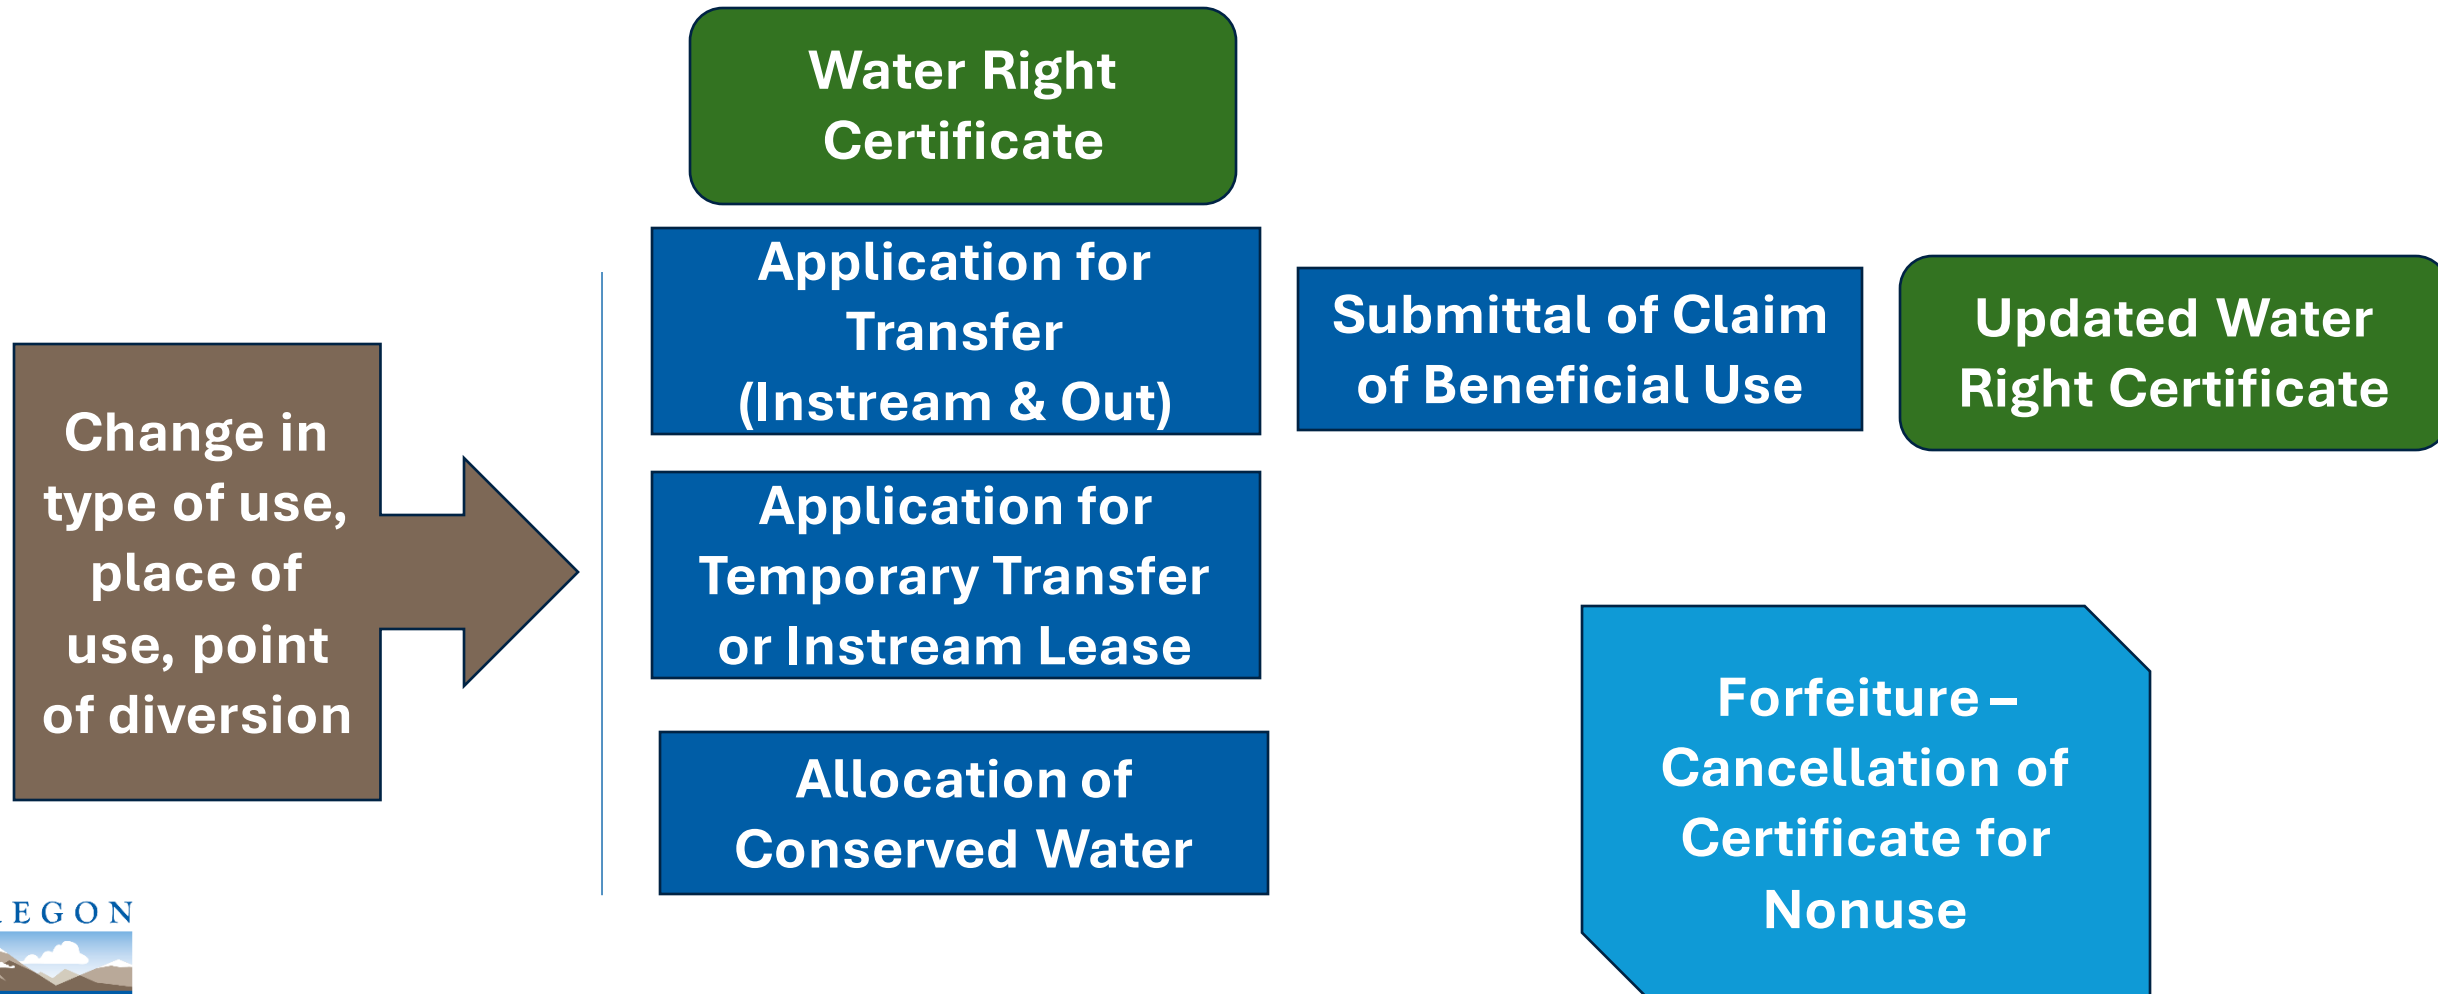 Water Right
Certificate
Application for
Transfer
(Instream & Out)
Submittal of Claim
of Beneficial Use
Updated Water
Right Certificate
Change in
type of use,
place of
use, point
of diversion
Application for
Temporary Transfer
or Instream Lease
Allocation of
Conserved Water
Forfeiture –
Cancellation of
Certificate for
Nonuse
EGON